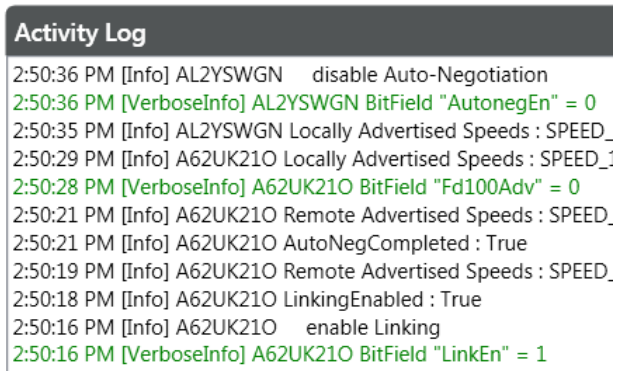 Activity Log
2:50:36 PM [Info] AL2YSWGN disable Auto-Negotiation
2:50:36 PM [VerboseInfo] AL2YSWGN BitField "AutonegEn" = 0
2:50:35 PM [Info] AL2YSWGN Locally Advertised Speeds : SPEED_
2:50:29 PM [Info] A62UK21O Locally Advertised Speeds : SPEED_1
2:50:28 PM [VerboseInfo] A62UK21O BitField "Fd100Adv" = 0
2:50:21 PM [Info] A62UK21O Remote Advertised Speeds : SPEED_
2:50:21 PM [Info] A62UK21O AutoNegCompleted : True
2:50:19 PM [Info] A62UK21O Remote Advertised Speeds : SPEED_
2:50:18 PM [Info] A62UK21O LinkingEnabled : True
2:50:16 PM [Info] A62UK21O enable Linking
2:50:16 PM [VerboseInfo] A62UK21O BitField "LinkEn" = 1